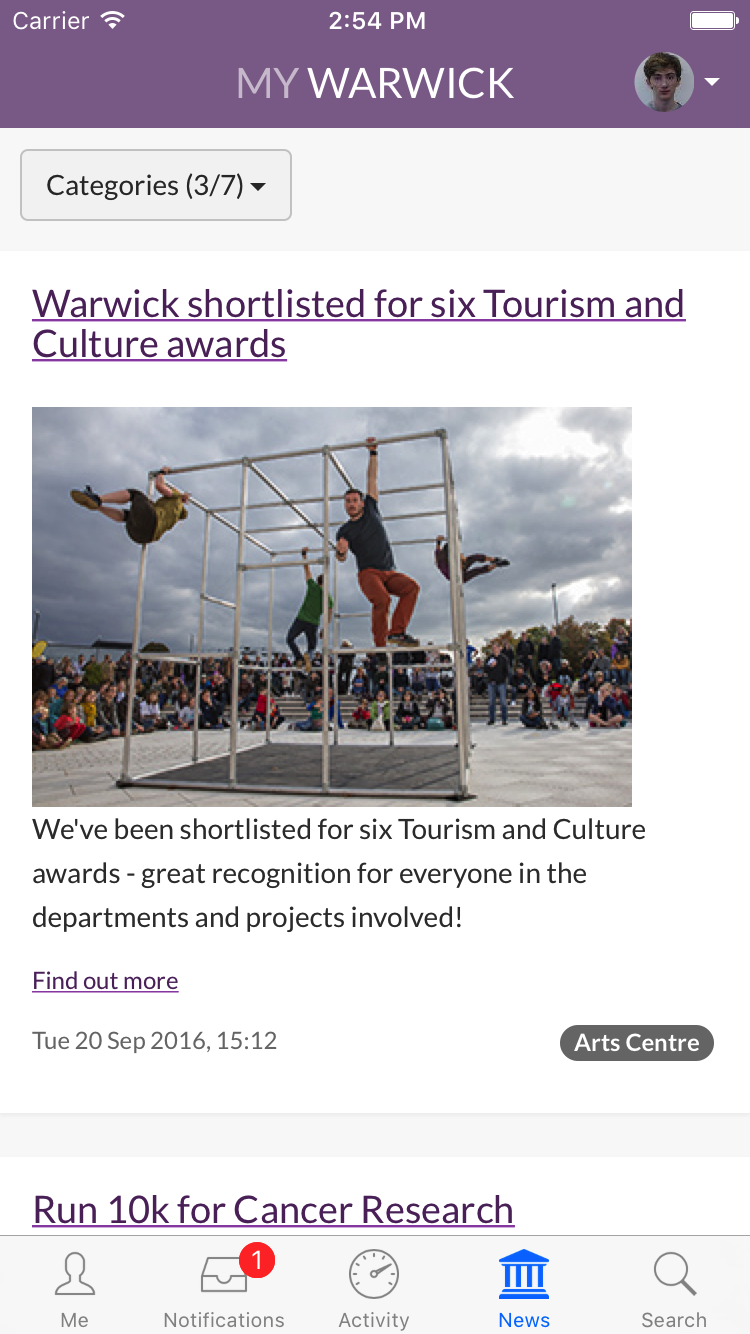 Carrier 2:54 PM
MY WARWICK
Categories (3/7)
Warwick shortlisted for six Tourism and
Culture awards
We've been shortlisted for six Tourism and Culture
awards - great recognition for everyone in the
departments and projects involved!
Find out more
Tue 20 Sep 2016, 15:12 Arts Centre
Run 10k for Cancer Research
1
Me Notifications Activity News Search